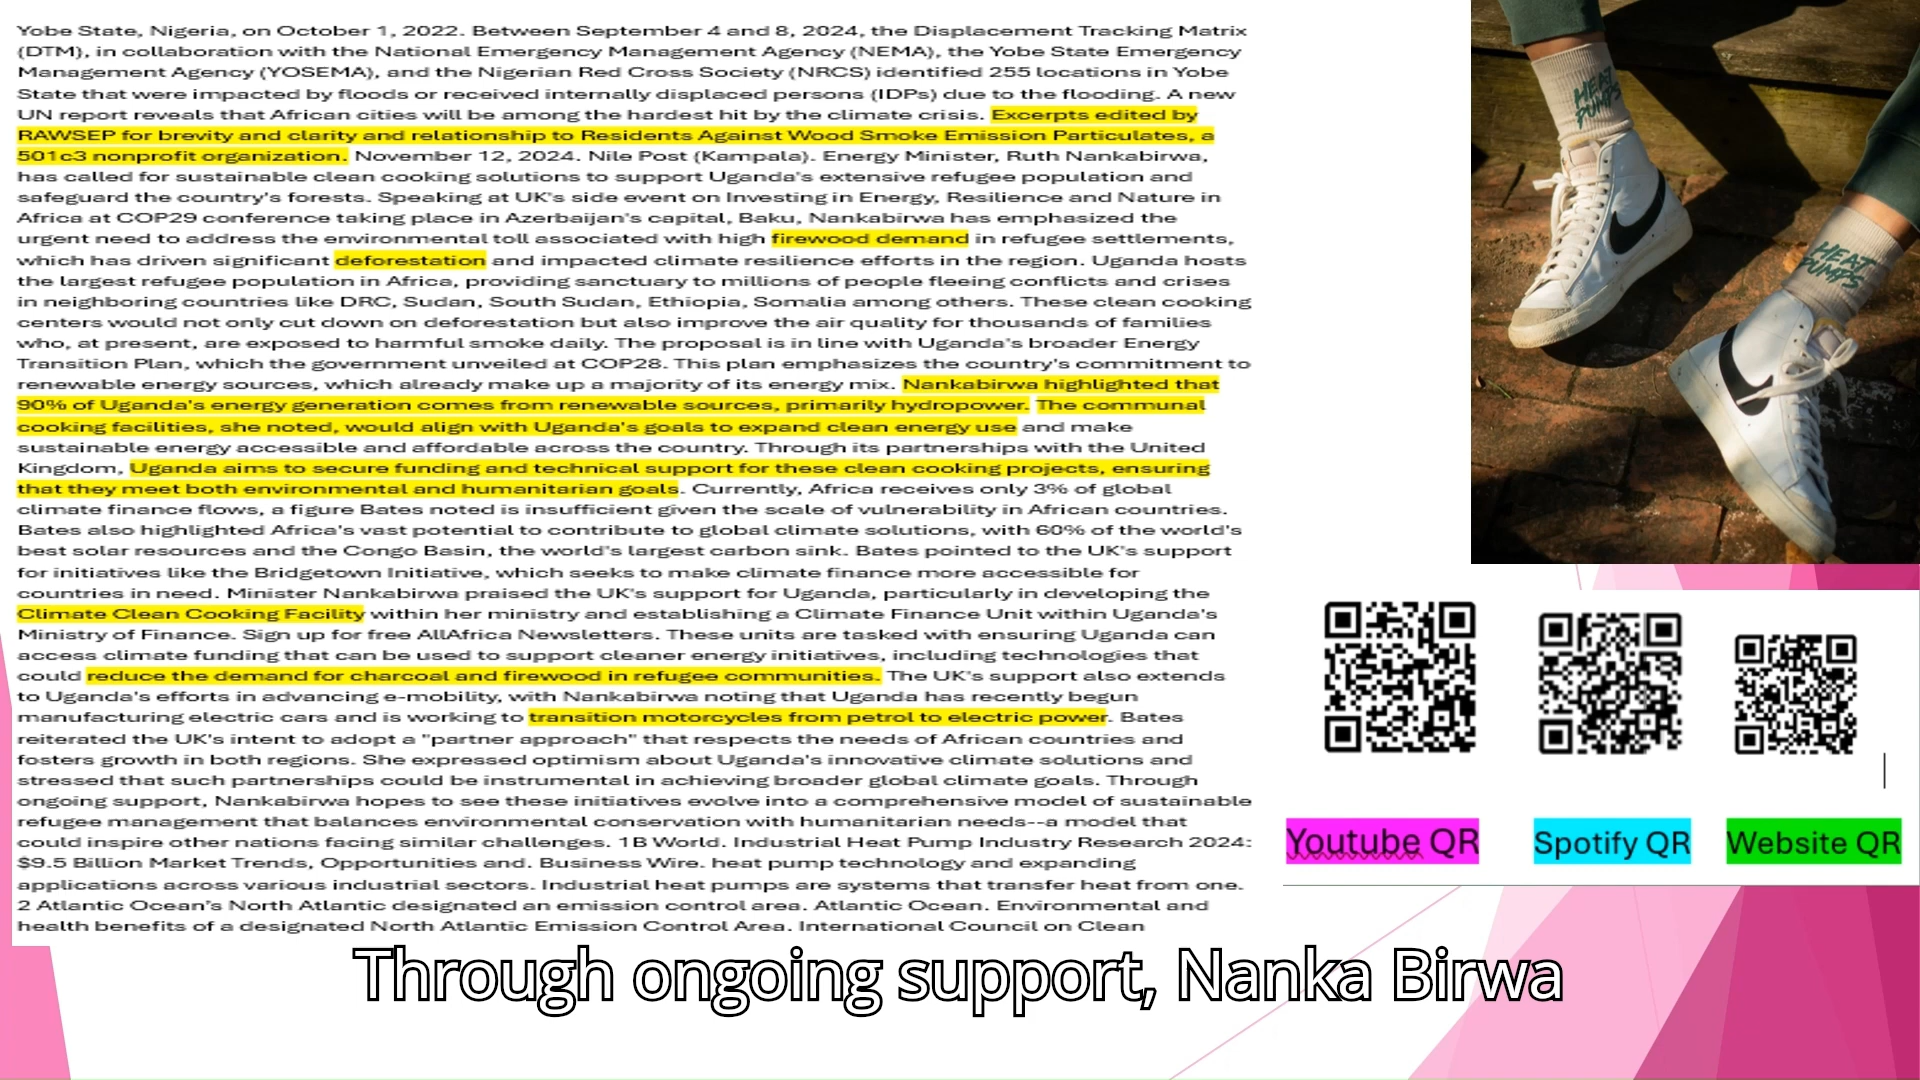 Yobe State, Nigeria, on October 1, 2022. Between September 4 and 8, 2024, the Displacement Tracking Matrix
(DTM), in collaboration with the National Emergency Management Agency (NEMA), the Yobe State Emergency
Management Agency (YOSEMA), and the Nigerian Red Cross Society (NRCS) identified 255 locations in Yobe
State that were impacted by floods or received internally displaced persons (IDPs) due to the flooding. A new
UN report reveals that African cities will be among the hardest hit by the climate crisis. Excerpts edited by
RAWSEP for brevity and clarity and relationship to Residents Against Wood Smoke Emission Particulates, a
501c3 nonprofit organization. November 12, 2024. Nile Post (Kampala). Energy Minister, Ruth Nankabirwa,
has called for sustainable clean cooking solutions to support Uganda's extensive refugee population and
safeguard the country's forests. Speaking at UK's side event on Investing in Energy, Resilience and Nature in
Africa at COP29 conference taking place in Azerbaijan's capital, Baku, Nankabirwa has emphasized the
urgent need to address the environmental toll associated with high firewood demand in refugee settlements,
which has driven significant deforestation and impacted climate resilience efforts in the region. Uganda hosts
the largest refugee population in Africa, providing sanctuary to millions of people fleeing conflicts and crises
in neighboring countries like DRC, Sudan, South Sudan, Ethiopia, Somalia among others. These clean cooking
centers would not only cut down on deforestation but also improve the air quality for thousands of families
who, at present, are exposed to harmful smoke daily. The proposal is in line with Uganda's broader Energy
Transition Plan, which the government unveiled at COP28. This plan emphasizes the country's commitment to
renewable energy sources, which already make up a majority of its energy mix. Nankabirwa highlighted that
90% of Uganda's energy generation comes from renewable sources, primarily hydropower. The communal
cooking facilities, she noted, would align with Uganda's goals to expand clean energy use and make
sustainable energy accessible and affordable across the country. Through its partnerships with the United
Kingdom, Uganda aims to secure funding and technical support for these clean cooking projects, ensuring
that they meet both environmental and humanitarian goals. Currently, Africa receives only 3% of global
climate finance flows, a figure Bates noted is insufficient given the scale of vulnerability in African countries.
Bates also highlighted Africa's vast potential to contribute to global climate solutions, with 60% of the world's
best solar resources and the Congo Basin, the world's largest carbon sink. Bates pointed to the UK's support
for initiatives like the Bridgetown Initiative, which seeks to make climate finance more accessible for
countries in need. Minister Nankabirwa praised the UK's support for Uganda, particularly in developing the
Climate Clean Cooking Facility within her ministry and establishing a Climate Finance Unit within Uganda's
Ministry of Finance. Sign up for free AllAfrica Newsletters. These units are tasked with ensuring Uganda can
access climate funding that can be used to support cleaner energy initiatives, including technologies that
could reduce the demand for charcoal and firewood in refugee communities. The UK's support also extends
to Uganda's efforts in advancing e-mobility, with Nankabirwa noting that Uganda has recently begun
manufacturing electric cars and is working to transition motorcycles from petrol to electric power. Bates
reiterated the UK's intent to adopt a "partner approach" that respects the needs of African countries and
fosters growth in both regions. She expressed optimism about Uganda's innovative climate solutions and
stressed that such partnerships could be instrumental in achieving broader global climate goals. Through
ongoing support, Nankabirwa hopes to see these initiatives evolve into a comprehensive model of sustainable
refugee management that balances environmental conservation with humanitarian needs--a model that
could inspire other nations facing similar challenges. 1B World. Industrial Heat Pump Industry Research 2024:
$9.5 Billion Market Trends, Opportunities and. Business Wire. heat pump technology and expanding
applications across various industrial sectors. Industrial heat pumps are systems that transfer heat from one.
2 Atlantic Ocean's North Atlantic designated an emission control area. Atlantic Ocean. Environmental and
health benefits of a designated North Atlantic Emission Control Area. International Council on Clean
HEAT
PUMPS
HEAT
PUMPS
Youtube QR
Spotify QR
Website QR
Through ongoing support, Nanka Birwa